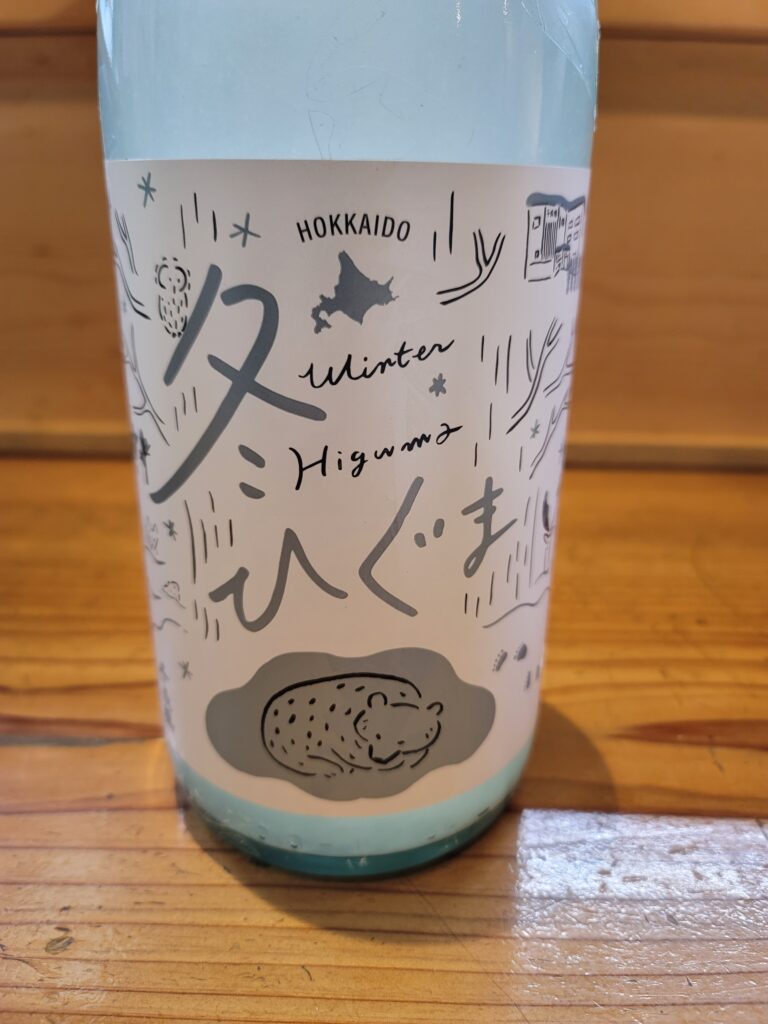 HOKKAIDO
冬
Winter
Higuma
ひぐま